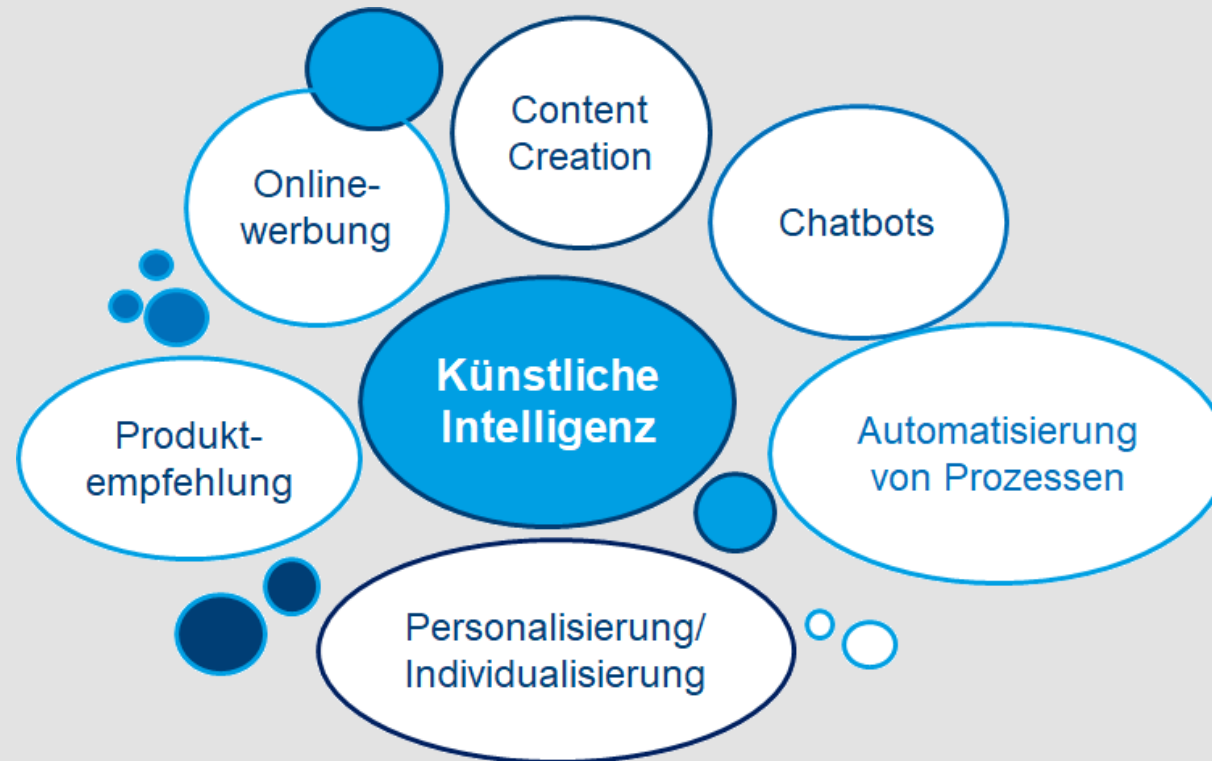 Content
Creation
Online-
werbung
Chatbots
Künstliche
Intelligenz
Produkt-
empfehlung
Automatisierung
von Prozessen
Personalisierung/
Individualisierung